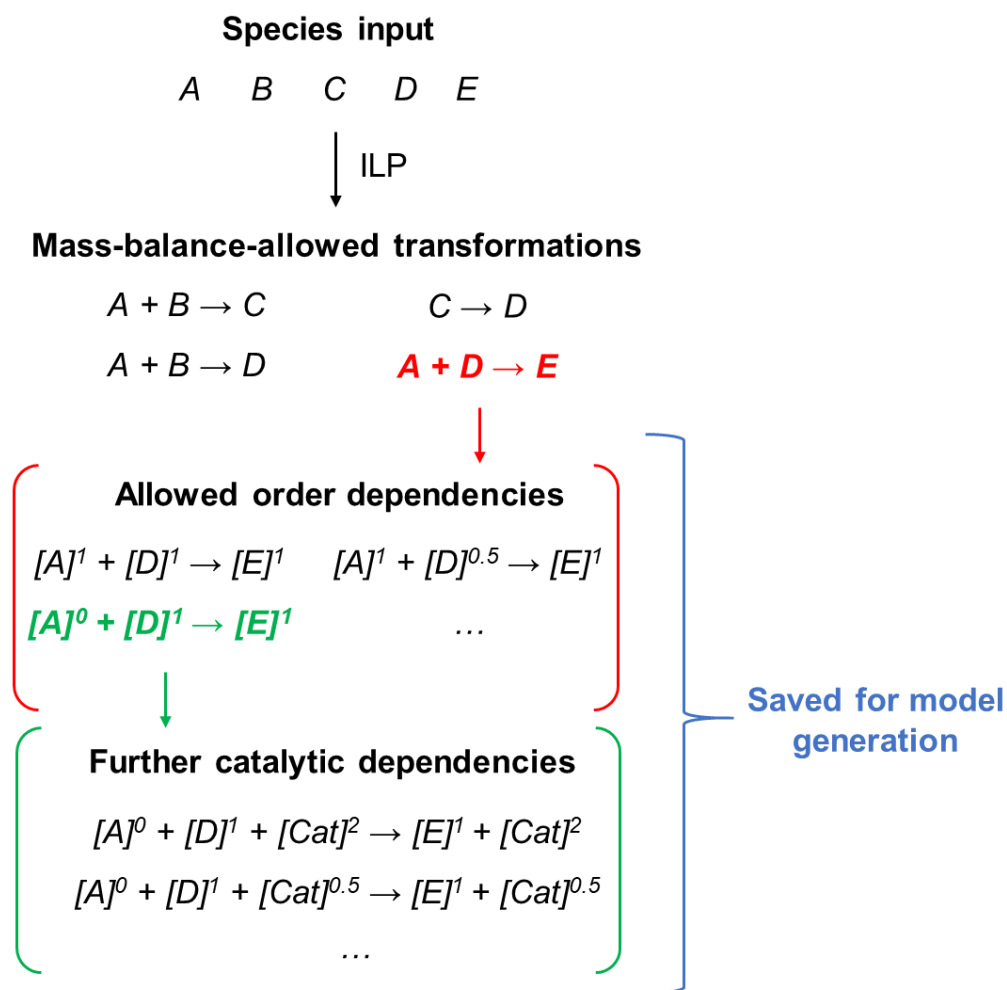 Species input
A B C D E
ILP
Mass-balance-allowed transformations
A + B → C C → D
A + B → D A + D → E
Allowed order dependencies
[A]¹ + [D]¹ → [E]¹ [A]¹ + [D]⁰·⁵ → [E]¹
[A]⁰ + [D]¹ → [E]¹ ...
Saved for model
generation
Further catalytic dependencies
[A]⁰ + [D]¹ + [Cat]² → [E]¹ + [Cat]²
[A]⁰ + [D]¹ + [Cat]⁰·⁵ → [E]¹ + [Cat]⁰·⁵
...